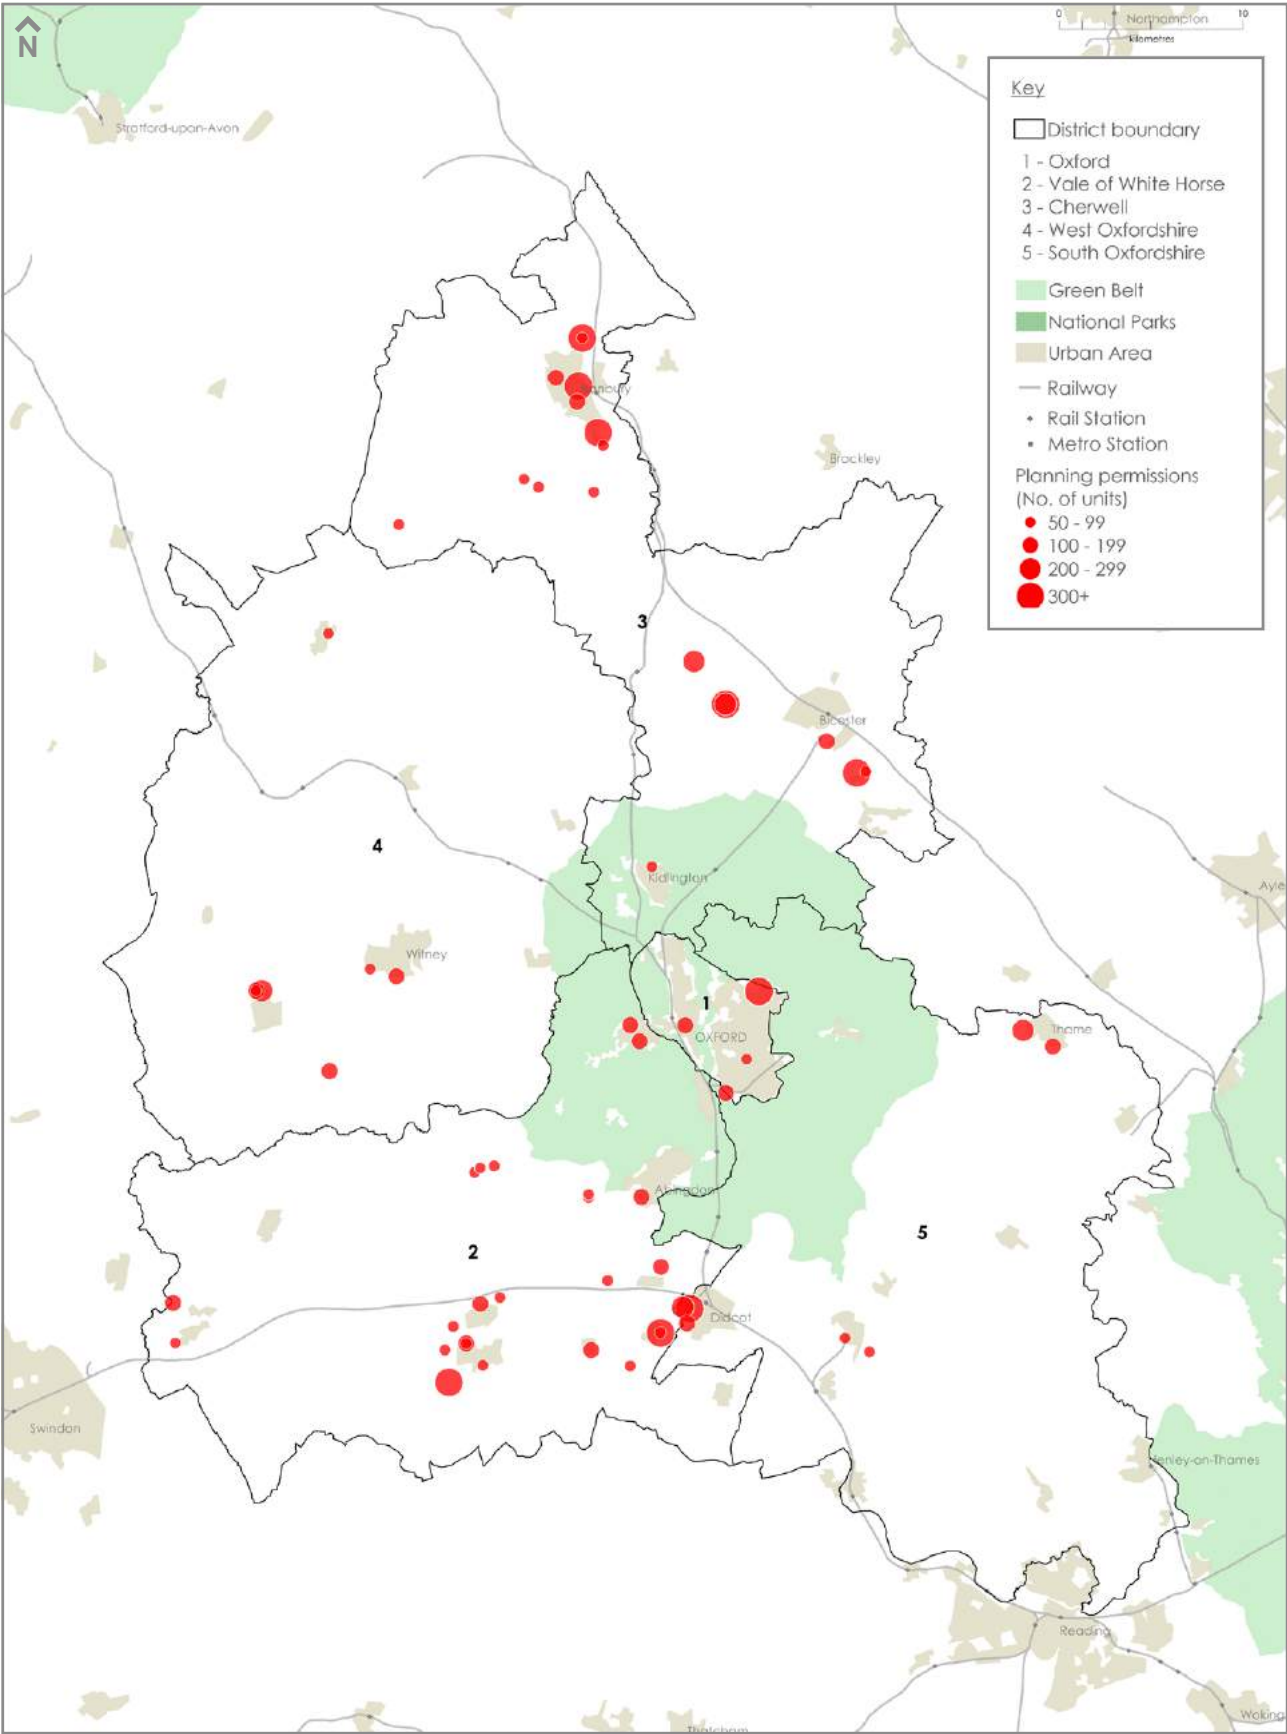 N
0 10
Northampton
kilometres
Key
District boundary
1 - Oxford
2 - Vale of White Horse
3 - Cherwell
4 - West Oxfordshire
5 - South Oxfordshire
Green Belt
National Parks
Urban Area
Railway
Rail Station
Metro Station
Planning permissions
(No. of units)
50 - 99
100 - 199
200 - 299
300+
Stratford-upon-Avon
Brackley
3
Bicester
4
Kidlington
Ayle
Witney
1
OXFORD
Thame
Abingdon
5
2
Didcot
Swindon
Henley-on-Thames
Reading
Woking
Thatcham